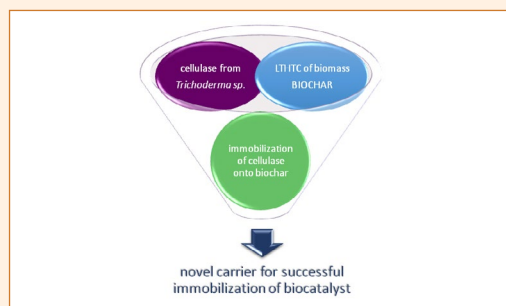 cellulase from
Trichoderma sp.
LTI ITC of biomass
BIOCHAR
immobilization
of cellulase
onto biochar
novel carrier for successful
immobilization of biocatalyst